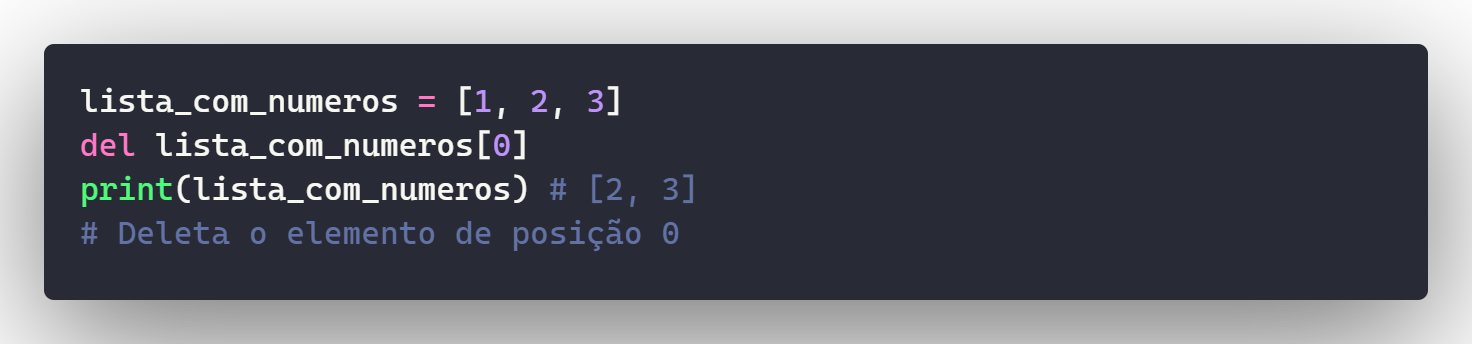 lista_com_numeros = [1, 2, 3]
del lista_com_numeros[0]
print(lista_com_numeros) # [2, 3]
# Deleta o elemento de posição 0